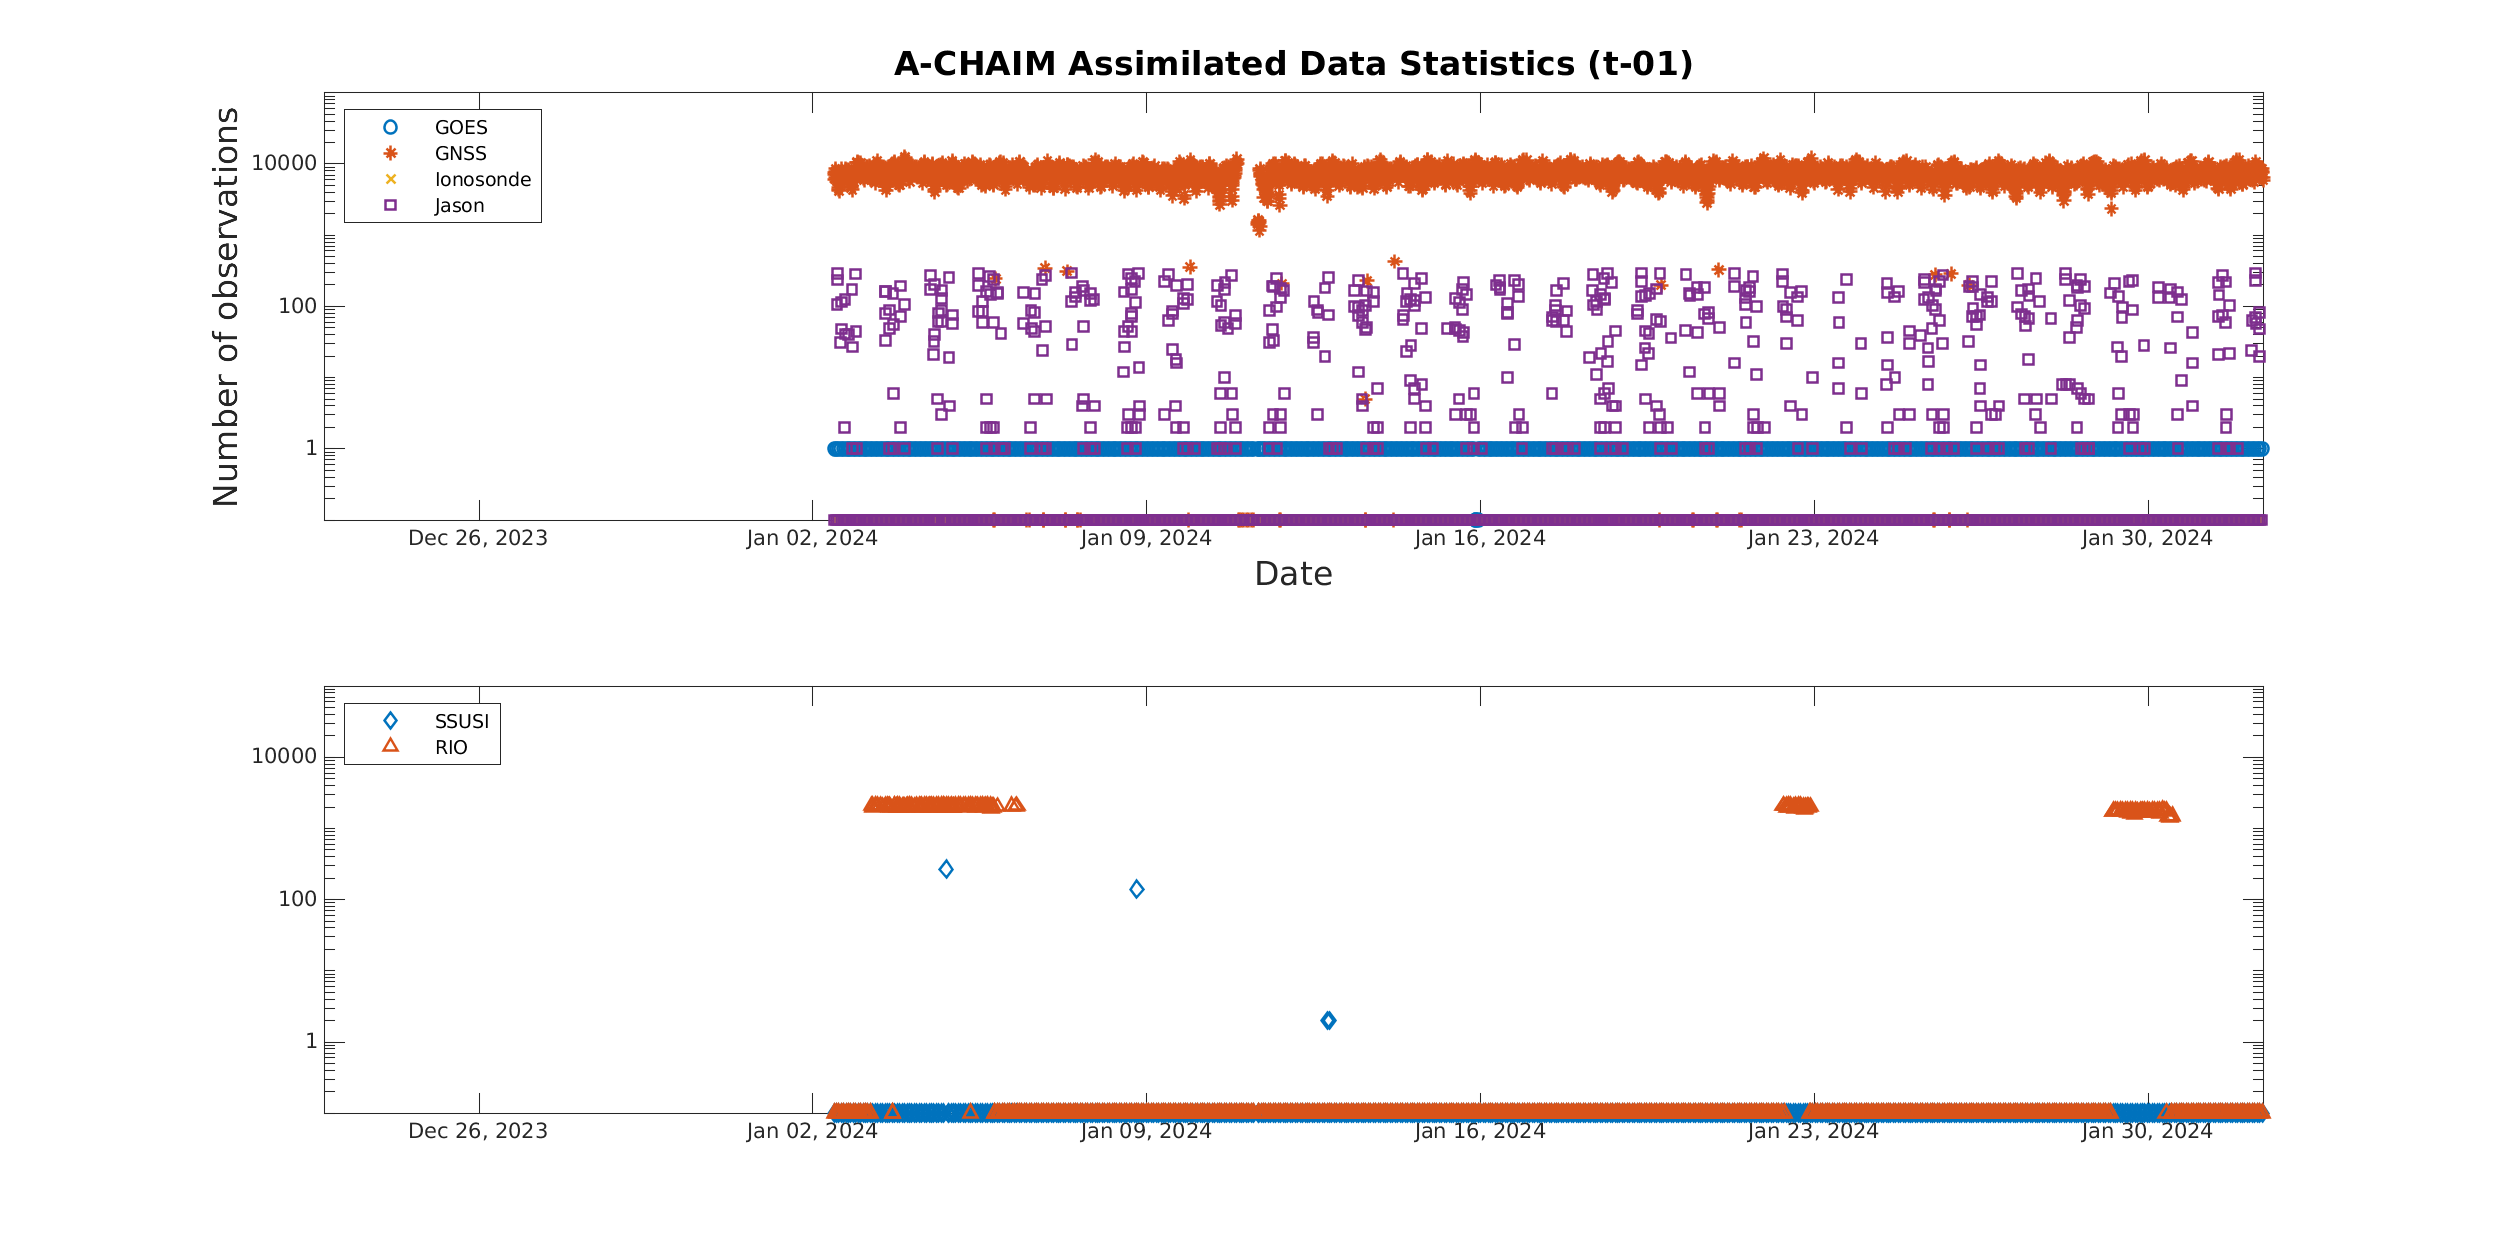 A-CHAIM Assimilated Data Statistics (t-01)
Number of observations
10000
100
1
GOES
GNSS
Ionosonde
Jason
Dec 26, 2023
Jan 02, 2024
Jan 09, 2024
Jan 16, 2024
Jan 23, 2024
Jan 30, 2024
Date
10000
100
1
SSUSI
RIO
Dec 26, 2023
Jan 02, 2024
Jan 09, 2024
Jan 16, 2024
Jan 23, 2024
Jan 30, 2024